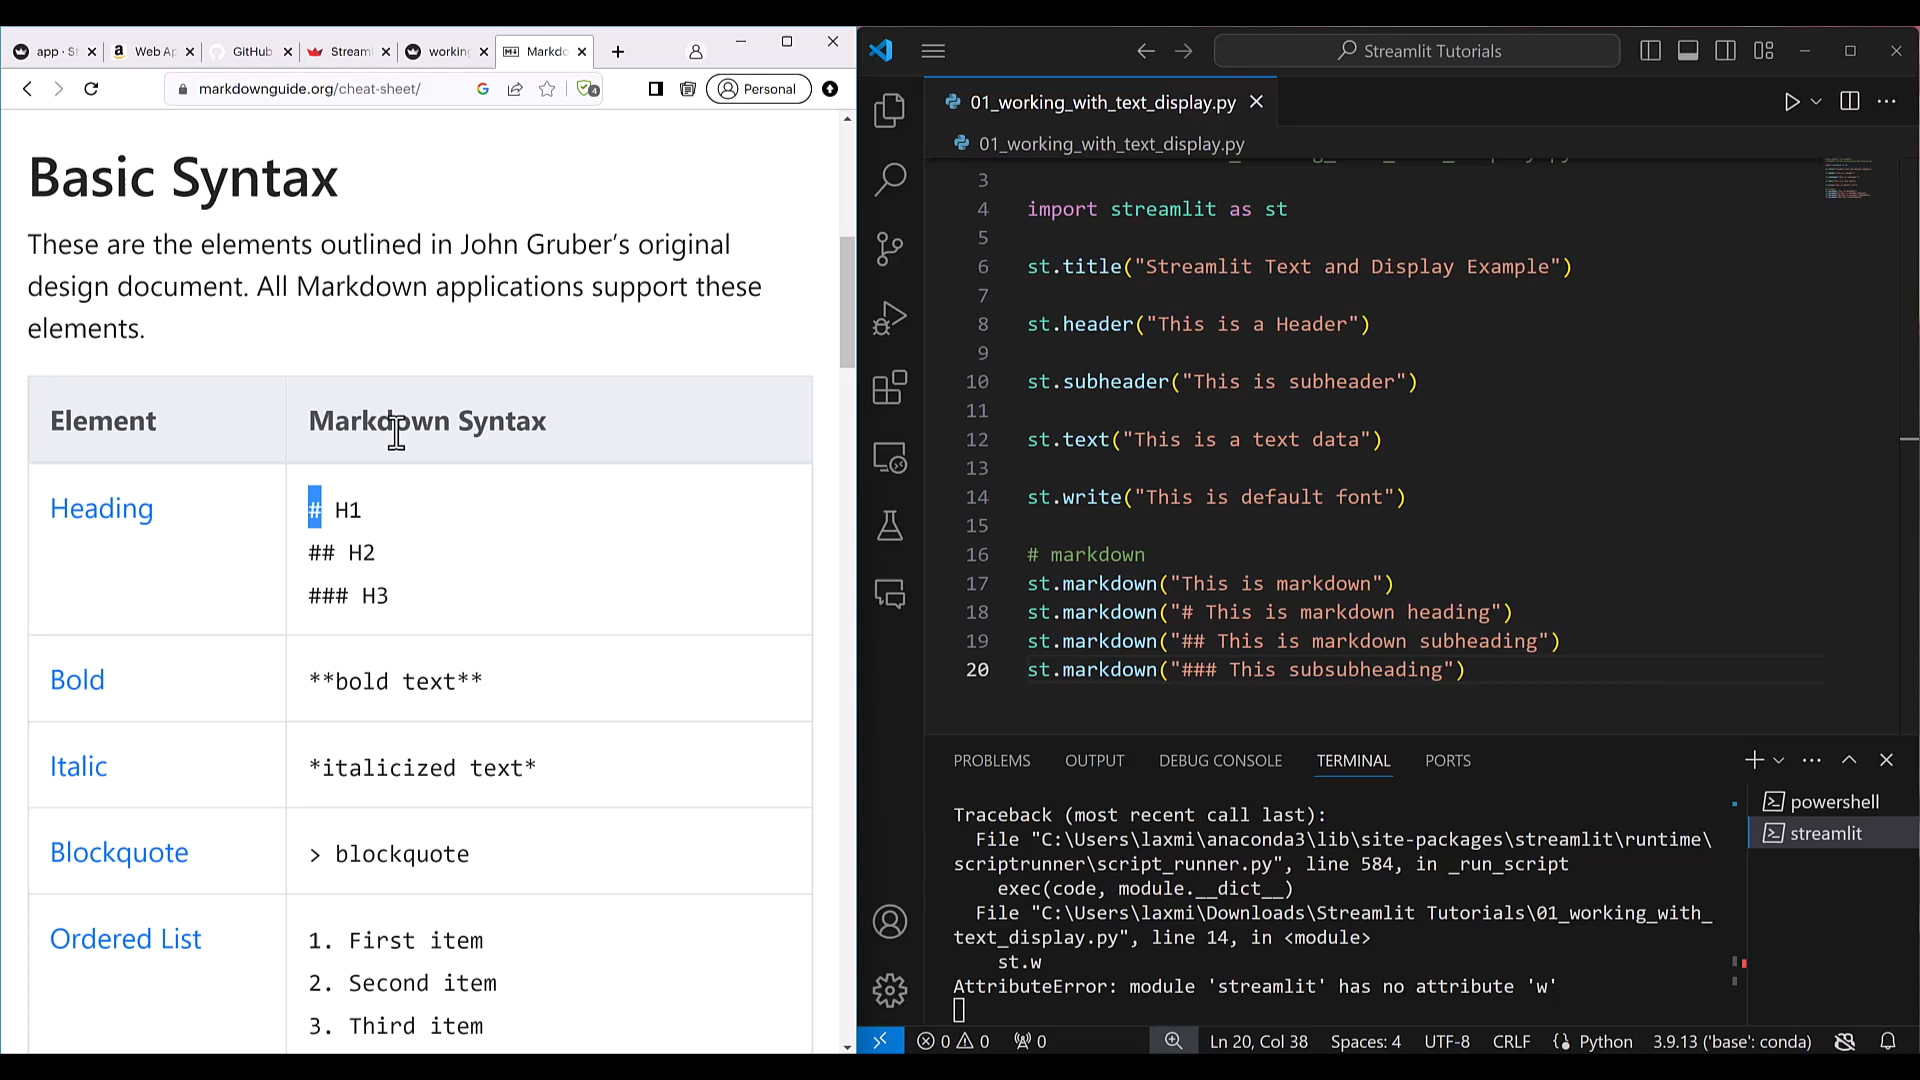 app · S
Web Ap
GitHub
Stream
working
Markdo
markdownguide.org/cheat-sheet/
Personal
Basic Syntax
These are the elements outlined in John Gruber’s original
design document. All Markdown applications support these
elements.
Element
Markdown Syntax
Heading
# H1
## H2
### H3
Bold
**bold text**
Italic
*italicized text*
Blockquote
> blockquote
Ordered List
1. First item
2. Second item
3. Third item
Streamlit Tutorials
01_working_with_text_display.py
01_working_with_text_display.py
3
4 import streamlit as st
5
6 st.title("Streamlit Text and Display Example")
7
8 st.header("This is a Header")
9
10 st.subheader("This is subheader")
11
12 st.text("This is a text data")
13
14 st.write("This is default font")
15
16 # markdown
17 st.markdown("This is markdown")
18 st.markdown("# This is markdown heading")
19 st.markdown("## This is markdown subheading")
20 st.markdown("### This subsubheading")
PROBLEMS OUTPUT DEBUG CONSOLE TERMINAL PORTS
Traceback (most recent call last):
File "C:\Users\laxmi\anaconda3\lib\site-packages\streamlit\runtime\
scriptrunner\script_runner.py", line 584, in _run_script
exec(code, module.__dict__)
File "C:\Users\laxmi\Downloads\Streamlit Tutorials\01_working_with_
text_display.py", line 14, in <module>
st.w
AttributeError: module 'streamlit' has no attribute 'w'
powershell
streamlit
0 0 0 Ln 20, Col 38 Spaces: 4 UTF-8 CRLF Python 3.9.13 ('base': conda)